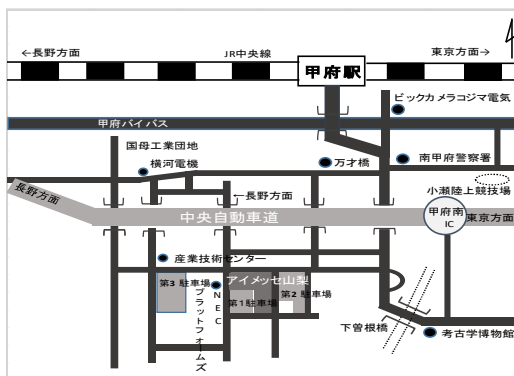 ←長野方面
JR中央線
東京方面→
甲府駅
ビックカメラコジマ電気
甲府バイパス
国母工業団地
横河電機
万才橋
南甲府警察署
長野方面
←長野方面
小瀬陸上競技場
中央自動車道
甲府南
IC
東京方面
産業技術センター
アイメッセ山梨
第3 駐車場
第1駐車場
第2 駐車場
NEC
プラットフォームズ
下曽根橋
考古学博物館